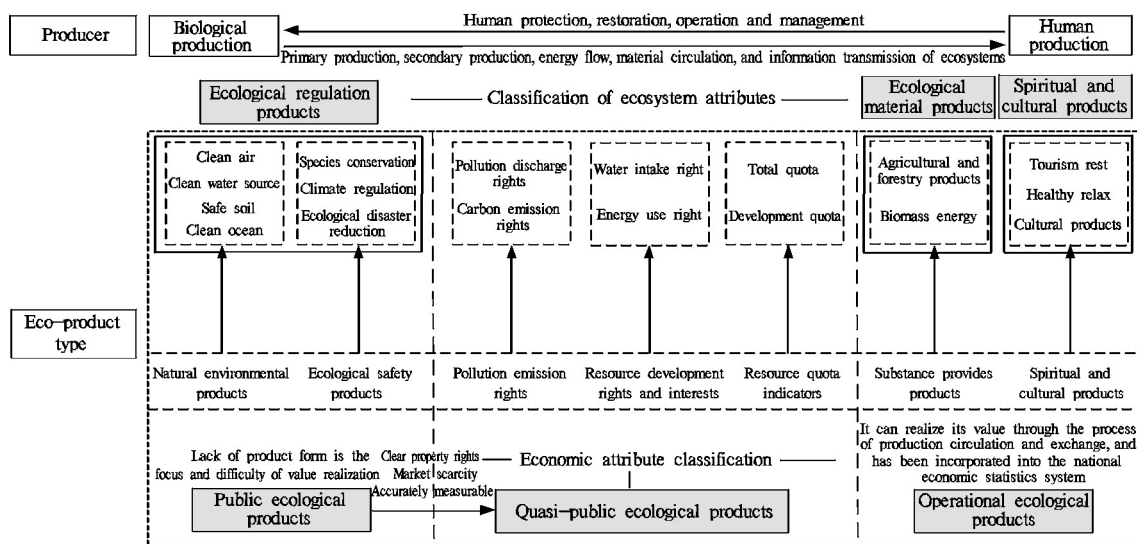 Producer
Biological
production
Human protection, restoration, operation and management
Primary production, secondary production, energy flow, material circulation, and information transmission of ecosystems
Human
production
Ecological regulation
products
Classification of ecosystem attributes
Ecological
material products
Spiritual and
cultural products
Clean air
Clean water source
Safe soil
Clean ocean
Species conservation
Climate regulation
Ecological disaster
reduction
Pollution discharge
rights
Carbon emission
rights
Water intake right
Energy use right
Total quota
Development quota
Agricultural and
forestry products
Biomass energy
Tourism rest
Healthy relax
Cultural products
Eco-product
type
Natural environmental
products
Ecological safety
products
Pollution emission
rights
Resource development
rights and interests
Resource quota
indicators
Substance provides
products
Spiritual and
cultural products
Lack of product form is the
focus and difficulty of value realization
Clear property rights
Market scarcity
Accurately measurable
Economic attribute classification
It can realize its value through the process
of production circulation and exchange, and
has been incorporated into the national
economic statistics system
Public ecological
products
Quasi-public ecological products
Operational ecological
products